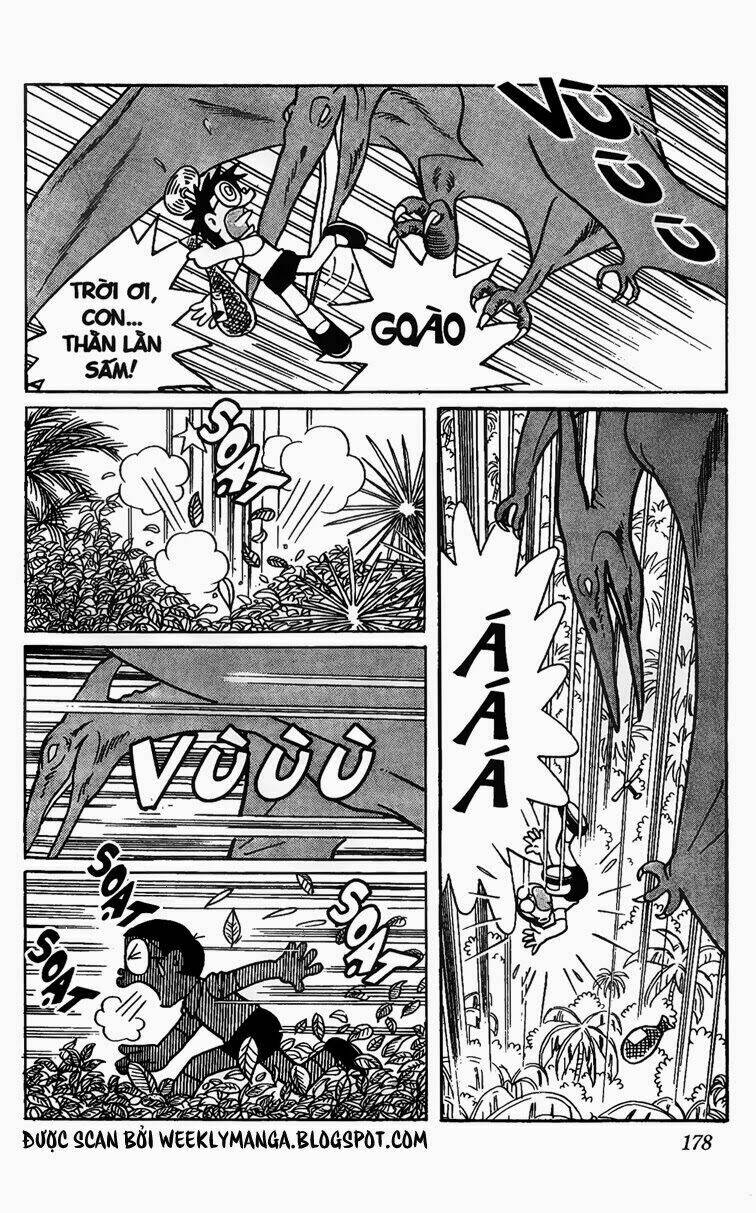 VÙ Ù Ù Ù
TRỜI ƠI,
CON...
THẰN LẰN
SẤM!
GOÀO
SOẠT
Á
Á
Á
VÙÙÙ
SOẠT
SOẠT
SOẠT
ĐƯỢC SCAN BỞI WEEKLYMANGA.BLOGSPOT.COM
178